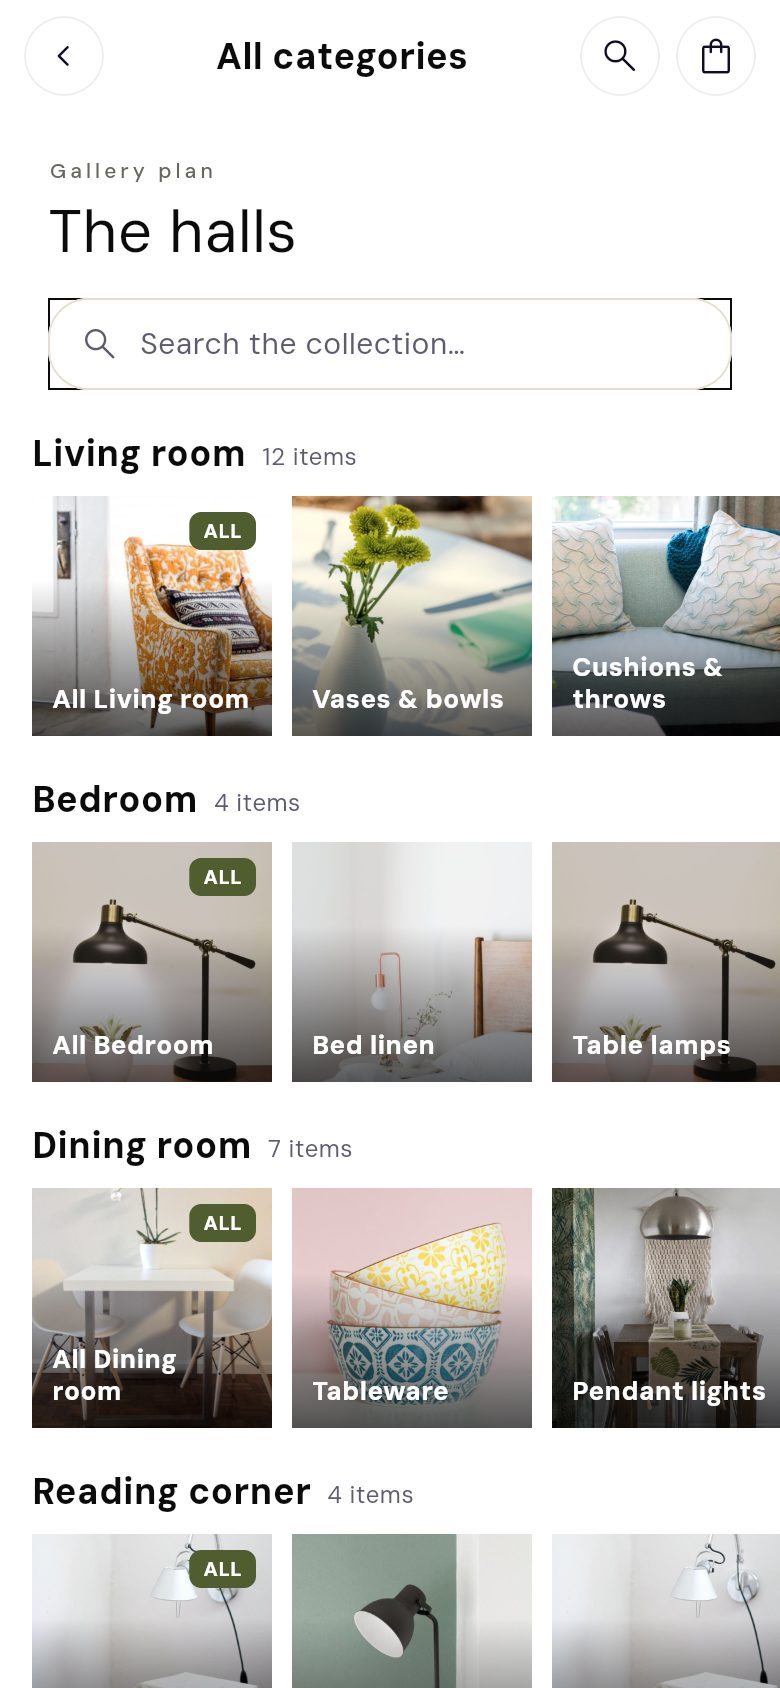 All categories
Gallery plan
The halls
Search the collection...
Living room 12 items
ALL
All Living room
Vases & bowls
Cushions &
throws
Bedroom 4 items
ALL
All Bedroom
Bed linen
Table lamps
Dining room 7 items
ALL
All Dining
room
Tableware
Pendant lights
Reading corner 4 items
ALL